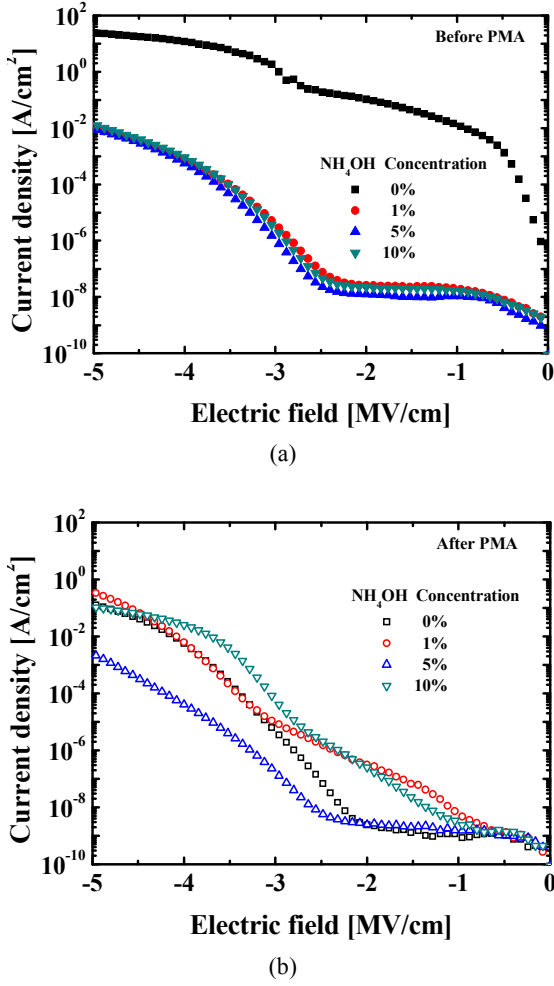 10²
Before PMA
10⁰
10⁻²
10⁻⁴
10⁻⁶
10⁻⁸
10⁻¹⁰
Current density [A/cm²]
NH₄OH Concentration
0%
1%
5%
10%
-5 -4 -3 -2 -1 0
Electric field [MV/cm]
(a)
10²
After PMA
10⁰
10⁻²
10⁻⁴
10⁻⁶
10⁻⁸
10⁻¹⁰
Current density [A/cm²]
NH₄OH Concentration
0%
1%
5%
10%
-5 -4 -3 -2 -1 0
Electric field [MV/cm]
(b)